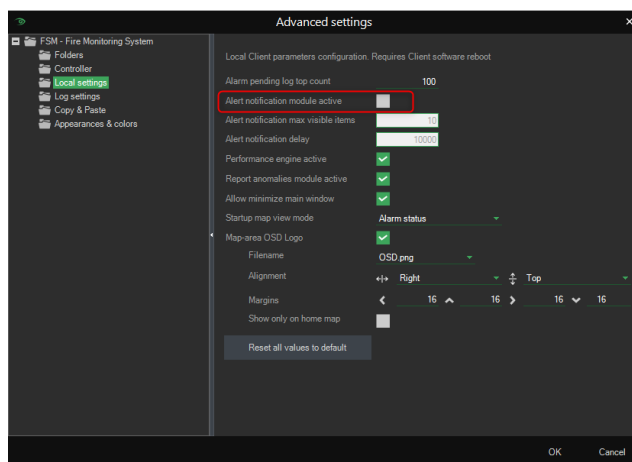 Advanced settings
FSM - Fire Monitoring System
Folders
Controller
Local settings
Log settings
Copy & Paste
Appearances & colors
Local Client parameters configuration. Requires Client software reboot
Alarm pending log top count 100
Alert notification module active
Alert notification max visible items 10
Alert notification delay 10000
Performance engine active
Report anomalies module active
Allow minimize main window
Startup map view mode Alarm status
Map-area OSD Logo
Filename OSD.png
Alignment Right Top
Margins 16 16 16 16
Show only on home map
Reset all values to default
OK Cancel